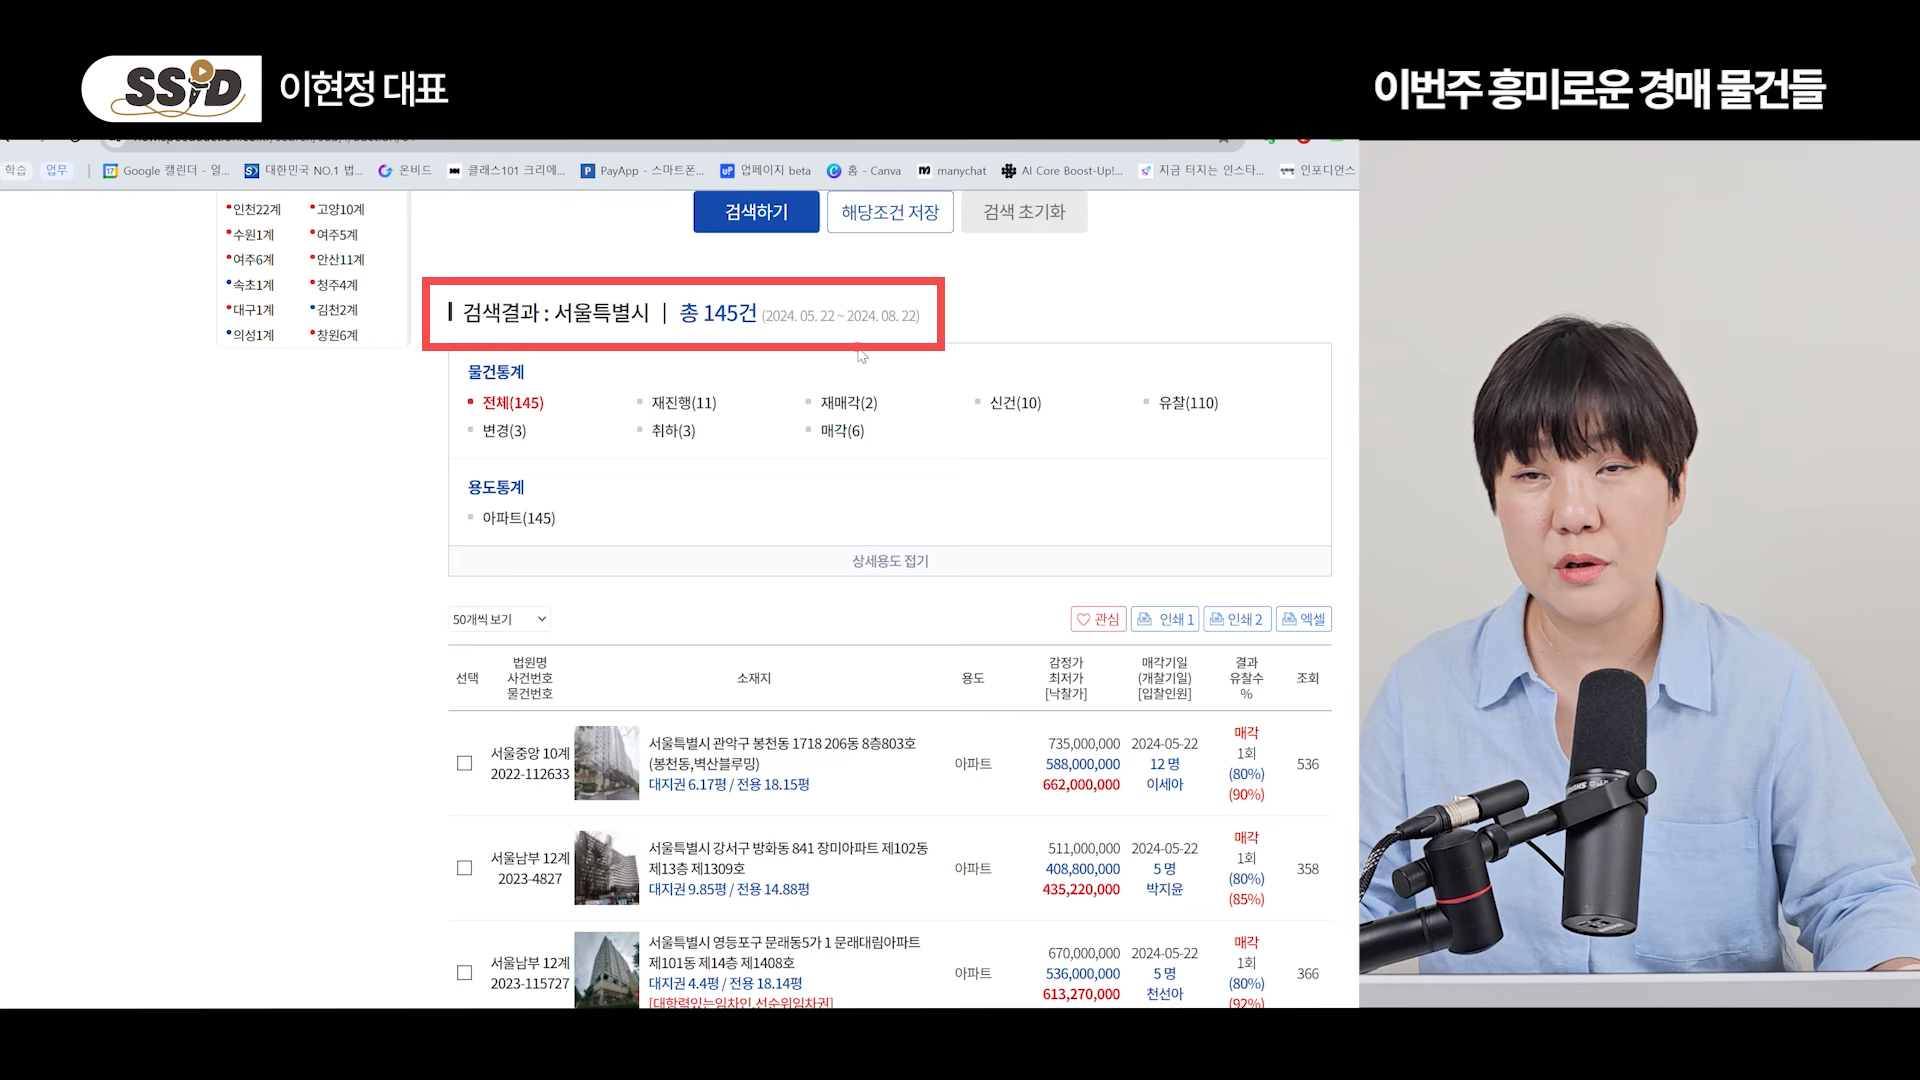 SSiD 이현정 대표
이번주 흥미로운 경매 물건들
학습 업무 | Google 캘린더 - 일... 대한민국 NO.1 법... 온비드 클래스101 크리에... PayApp - 스마트폰... 업페이지 beta 홈 - Canva manychat AI Core Boost-Up!... 지금 터지는 인스타... 인포디언스
인천22계 고양10계
수원1계 여주5계
여주6계 안산11계
속초1계 청주4계
대구1계 김천2계
의성1계 창원6계
검색하기 해당조건 저장 검색 초기화
검색결과 : 서울특별시 | 총 145건 (2024. 05. 22 ~ 2024. 08. 22)
물건통계
전체(145) 재진행(11) 재매각(2) 신건(10) 유찰(110)
변경(3) 취하(3) 매각(6)
용도통계
아파트(145)
상세용도 접기
50개씩 보기 관심 인쇄 1 인쇄 2 엑셀
선택
법원명
사건번호
물건번호
소재지
용도
감정가
최저가
[낙찰가]
매각기일
(개찰기일)
[입찰인원]
결과
유찰수
%
조회
서울중앙 10계
2022-112633
서울특별시 관악구 봉천동 1718 206동 8층803호
(봉천동,벽산블루밍)
대지권 6.17평 / 전용 18.15평
아파트
735,000,000
588,000,000
662,000,000
2024-05-22
12 명
이세아
매각
1회
(80%)
(90%)
536
서울남부 12계
2023-4827
서울특별시 강서구 방화동 841 장미아파트 제102동
제13층 제1309호
대지권 9.85평 / 전용 14.88평
아파트
511,000,000
408,800,000
435,220,000
2024-05-22
5 명
박지윤
매각
1회
(80%)
(85%)
358
서울남부 12계
2023-115727
서울특별시 영등포구 문래동5가 1 문래대림아파트
제101동 제14층 제1408호
대지권 4.4평 / 전용 18.14평
[대항력있는임차인,선순위임차권]
아파트
670,000,000
536,000,000
613,270,000
2024-05-22
5 명
천선아
매각
1회
(80%)
(92%)
366